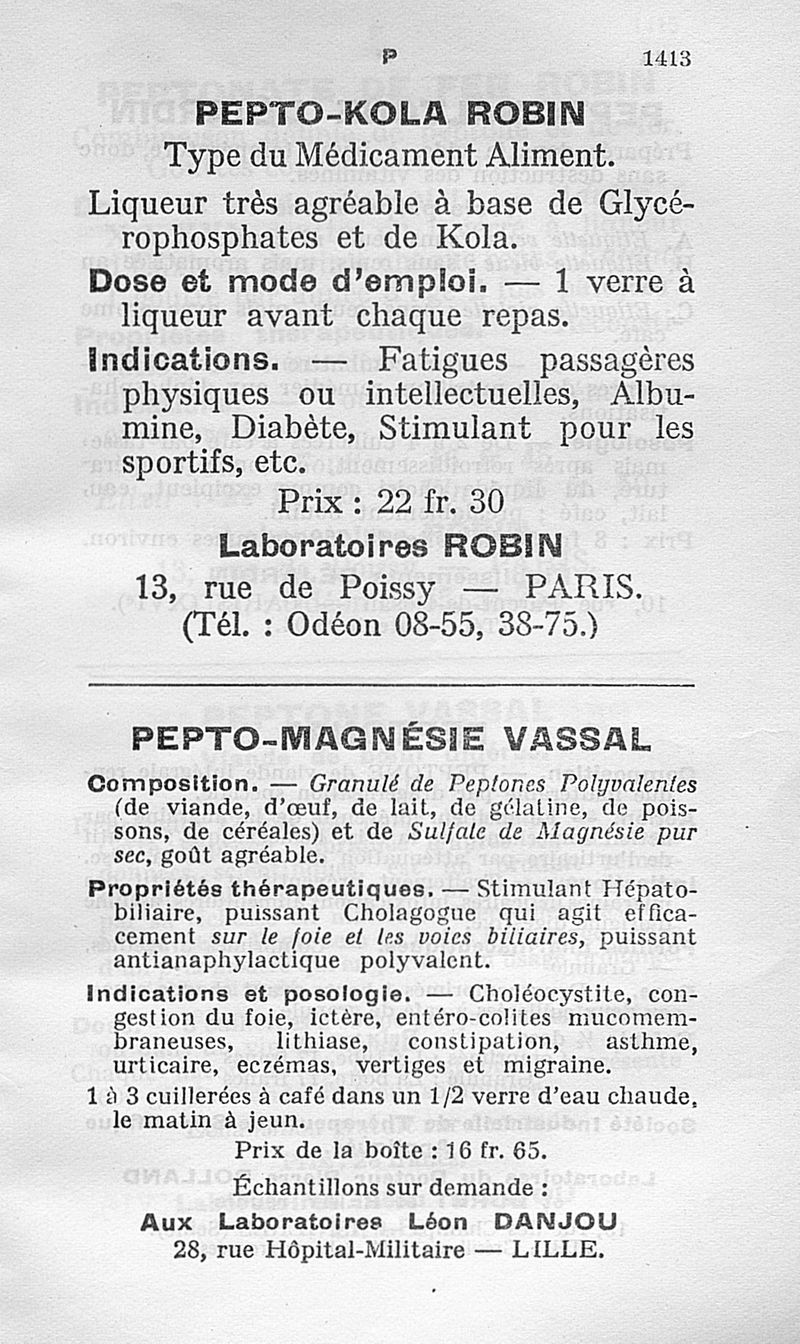 P 1413
PEPTO-KOLA ROBIN
Type du Médicament Aliment.
Liqueur très agréable à base de Glycé-
rophosphates et de Kola.
Dose et mode d'emploi. — 1 verre à
liqueur avant chaque repas.
Indications. — Fatigues passagères
physiques ou intellectuelles, Albu-
mine, Diabète, Stimulant pour les
sportifs, etc.
Prix : 22 fr. 30
Laboratoires ROBIN
13, rue de Poissy — PARIS.
(Tél. : Odéon 08-55, 38-75.)
PEPTO-MAGNÉSIE VASSAL
Composition. — Granulé de Peptones Polyvalentes
(de viande, d'œuf, de lait, de gélatine, de pois-
sons, de céréales) et de Sulfate de Magnésie pur
sec, goût agréable.
Propriétés thérapeutiques. — Stimulant Hépato-
biliaire, puissant Cholagogue qui agit effica-
cement sur le foie et les voies biliaires, puissant
antianaphylactique polyvalent.
Indications et posologie. — Choléocystite, con-
gestion du foie, ictère, entéro-colites mucomem-
braneuses, lithiase, constipation, asthme,
urticaire, eczémas, vertiges et migraine.
1 à 3 cuillerées à café dans un 1/2 verre d'eau chaude,
le matin à jeun.
Prix de la boîte : 16 fr. 65.
Échantillons sur demande :
Aux Laboratoires Léon DANJOU
28, rue Hôpital-Militaire — LILLE.